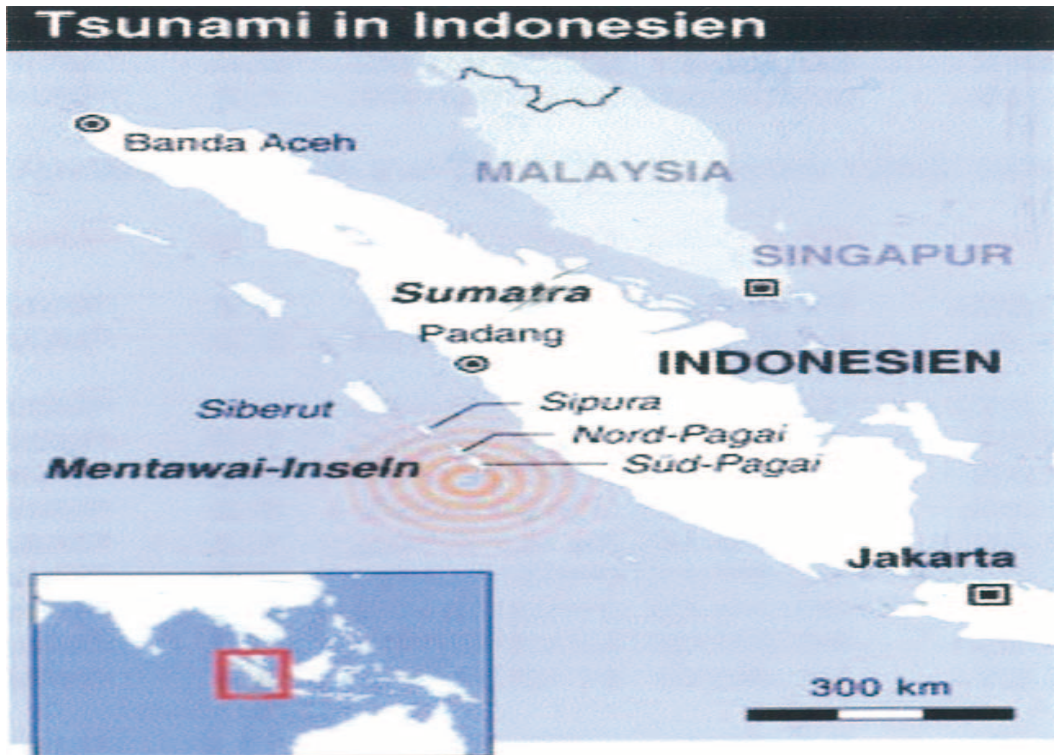 Tsunami in Indonesien
Banda Aceh
MALAYSIA
SINGAPUR
Sumatra
Padang
INDONESIEN
Siberut
Sipura
Nord-Pagai
Mentawai-Inseln
Süd-Pagai
Jakarta
300 km